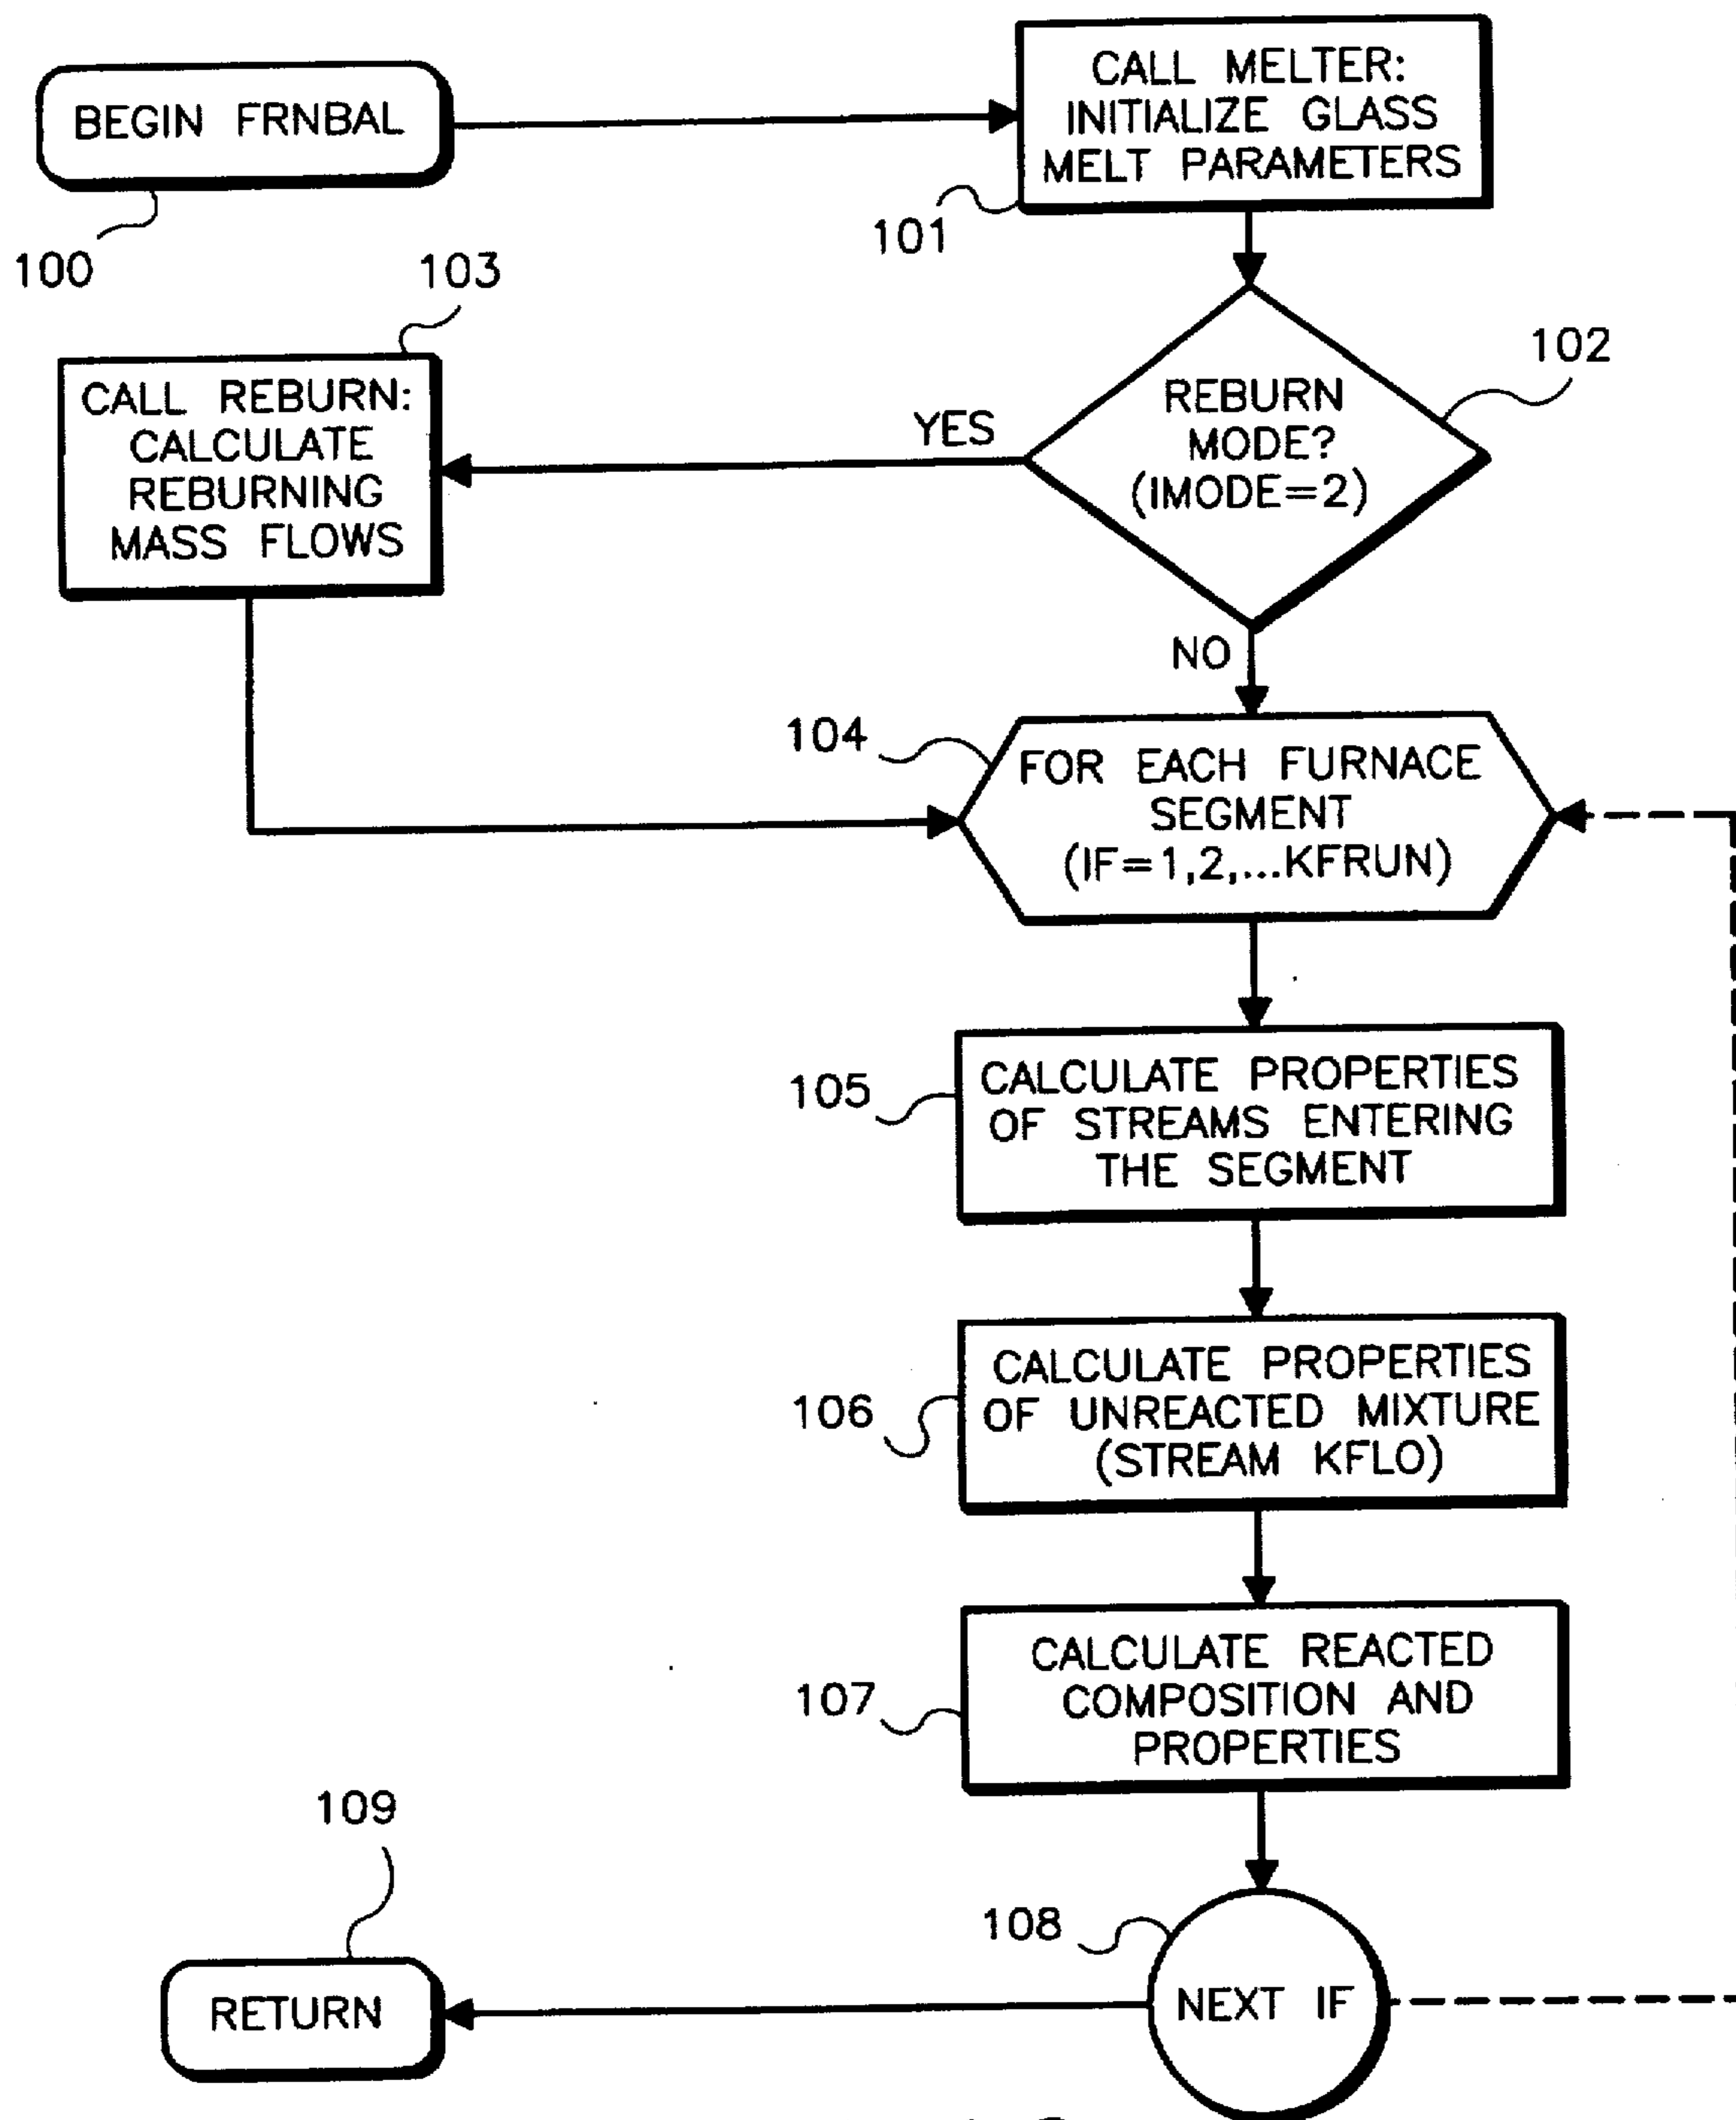 BEGIN FRNBAL
100
CALL MELTER:
INITIALIZE GLASS
MELT PARAMETERS
101
REBURN
MODE?
(IMODE=2)
102
YES
NO
103
CALL REBURN:
CALCULATE
REBURNING
MASS FLOWS
104
FOR EACH FURNACE
SEGMENT
(IF=1,2,...KFRUN)
105
CALCULATE PROPERTIES
OF STREAMS ENTERING
THE SEGMENT
106
CALCULATE PROPERTIES
OF UNREACTED MIXTURE
(STREAM KFLO)
107
CALCULATE REACTED
COMPOSITION AND
PROPERTIES
108
NEXT IF
109
RETURN